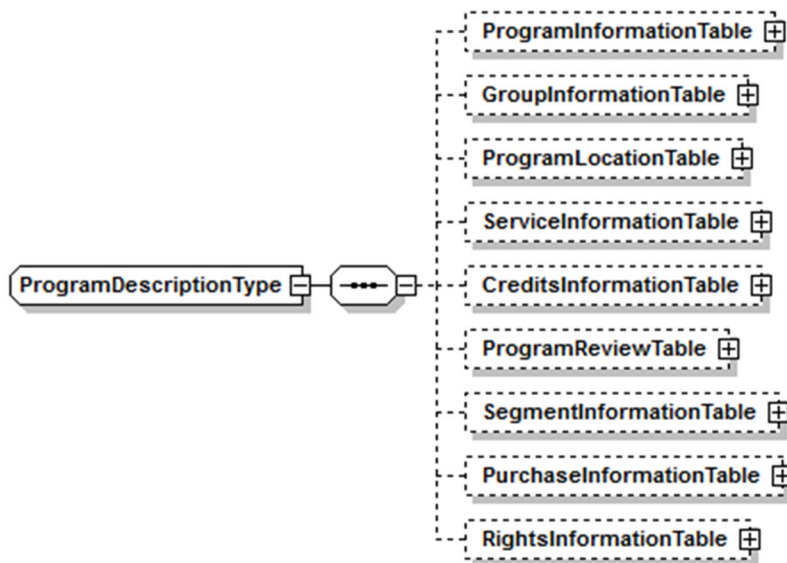 ProgramInformationTable
GroupInformationTable
ProgramLocationTable
ServiceInformationTable
ProgramDescriptionType
CreditsInformationTable
ProgramReviewTable
SegmentInformationTable
PurchaseInformationTable
RightsInformationTable